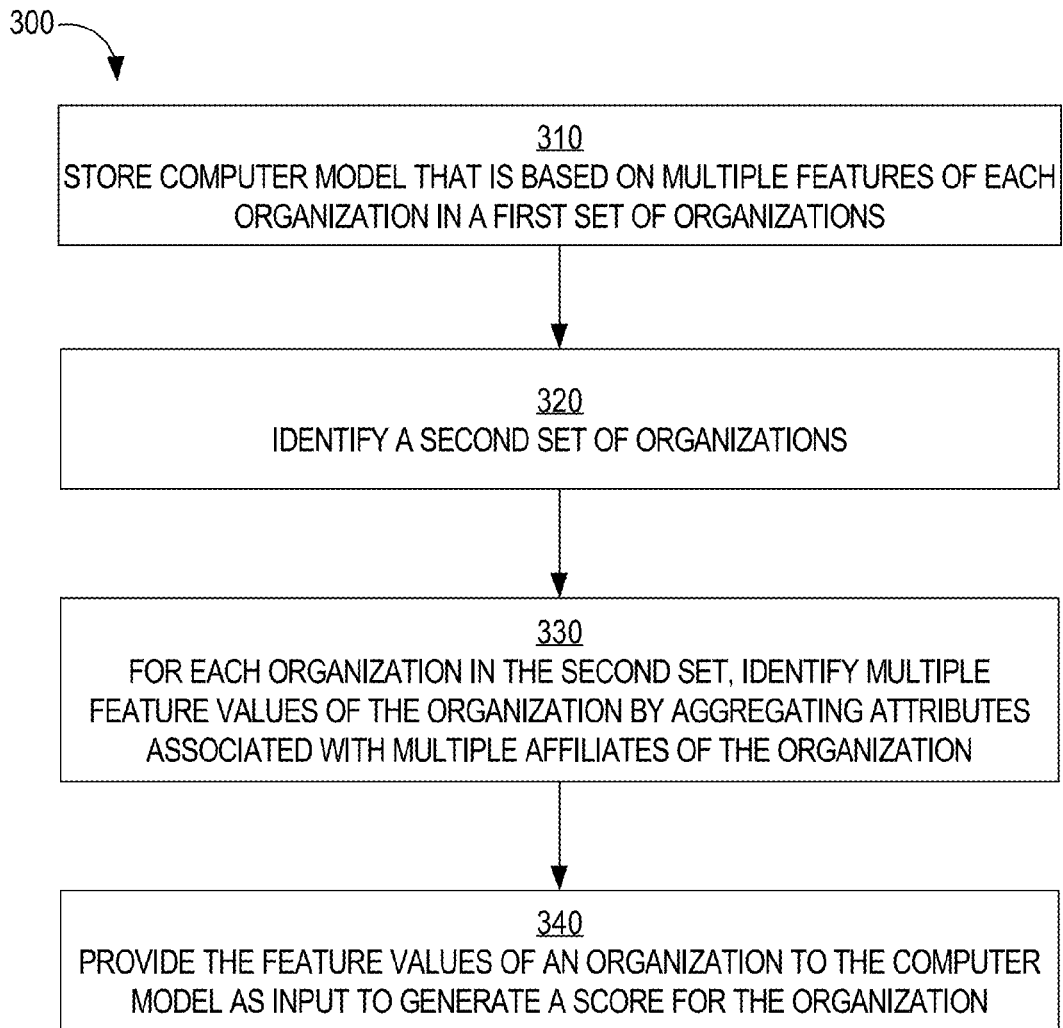 300
310
STORE COMPUTER MODEL THAT IS BASED ON MULTIPLE FEATURES OF EACH
ORGANIZATION IN A FIRST SET OF ORGANIZATIONS
320
IDENTIFY A SECOND SET OF ORGANIZATIONS
330
FOR EACH ORGANIZATION IN THE SECOND SET, IDENTIFY MULTIPLE
FEATURE VALUES OF THE ORGANIZATION BY AGGREGATING ATTRIBUTES
ASSOCIATED WITH MULTIPLE AFFILIATES OF THE ORGANIZATION
340
PROVIDE THE FEATURE VALUES OF AN ORGANIZATION TO THE COMPUTER
MODEL AS INPUT TO GENERATE A SCORE FOR THE ORGANIZATION